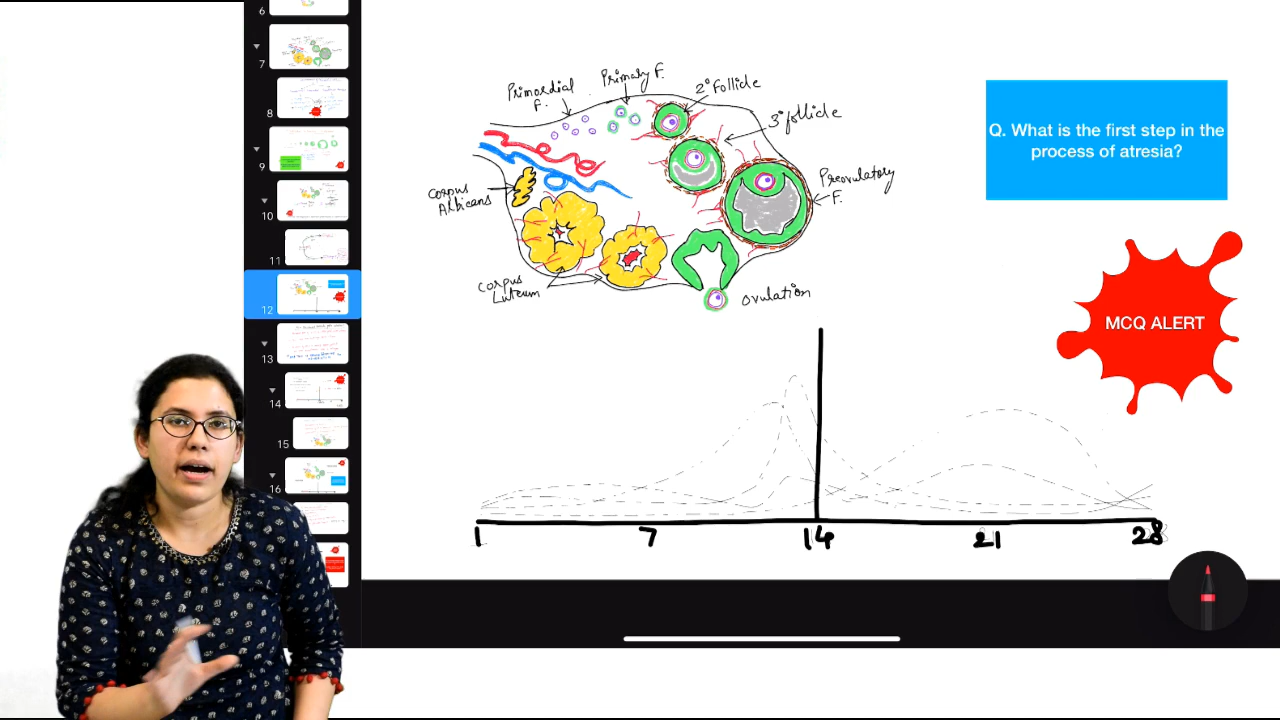 6
7
8
9
10
11
12
13
14
15
16
Primordial
F.
Primary F.
2° Follicle
3° follicle
Preovulatory
F.
Corpus
Albicans
Corpus
Luteum
Ovulation
Q. What is the first step in the
process of atresia?
MCQ ALERT
1 7 14 21 28